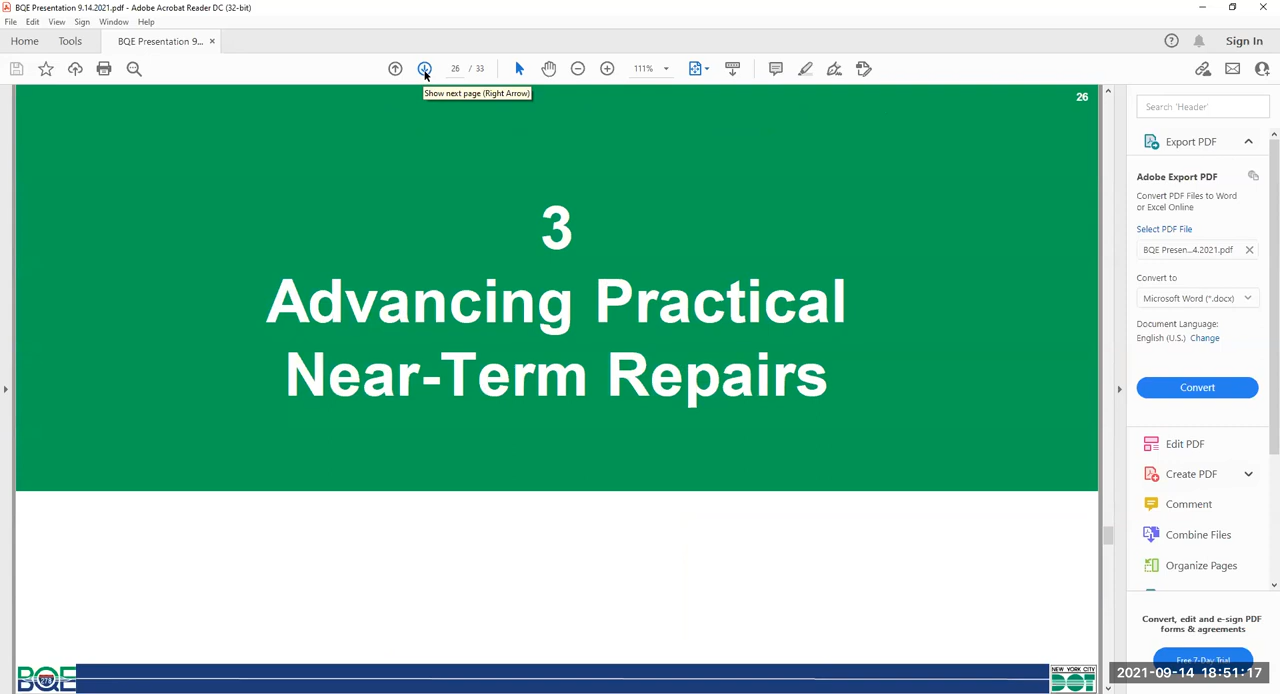 BQE Presentation 9.14.2021.pdf - Adobe Acrobat Reader DC (32-bit)
File Edit View Sign Window Help
Home Tools BQE Presentation 9... × Sign In
26 / 33 111%
Show next page (Right Arrow)
26
3
Advancing Practical
Near-Term Repairs
Search 'Header'
Export PDF
Adobe Export PDF
Convert PDF Files to Word
or Excel Online
Select PDF File
BQE Presen...4.2021.pdf
Convert to
Microsoft Word (*.docx)
Document Language:
English (U.S.) Change
Convert
Edit PDF
Create PDF
Comment
Combine Files
Organize Pages
Convert, edit and e-sign PDF
forms & agreements
Free 7-Day Trial
2021-09-14 18:51:17
BQE
278
NEW YORK CITY
DOT